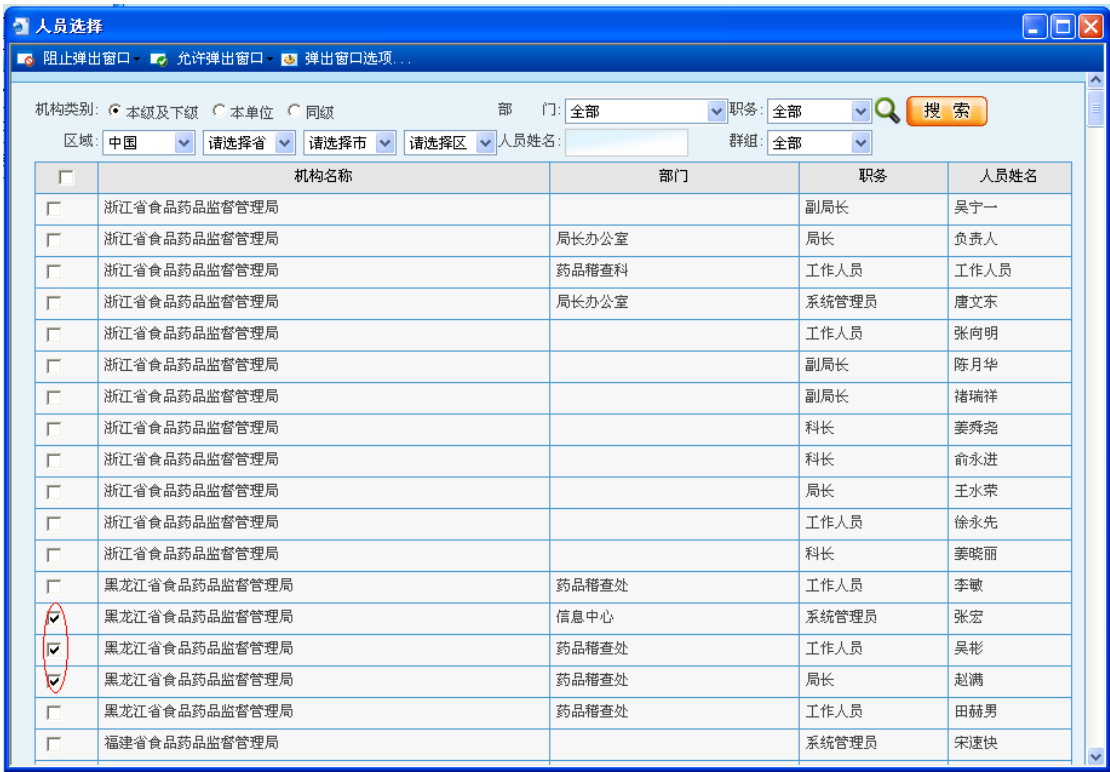 人员选择
阻止弹出窗口 允许弹出窗口 弹出窗口选项...
机构类别: 本级及下级 本单位 同级 部 门: 全部 职务: 全部 搜 索
区域: 中国 请选择省 请选择市 请选择区 人员姓名: 群组: 全部
机构名称 部门 职务 人员姓名
浙江省食品药品监督管理局 副局长 吴宁一
浙江省食品药品监督管理局 局长办公室 局长 负责人
浙江省食品药品监督管理局 药品稽查科 工作人员 工作人员
浙江省食品药品监督管理局 局长办公室 系统管理员 唐文东
浙江省食品药品监督管理局 工作人员 张向明
浙江省食品药品监督管理局 副局长 陈月华
浙江省食品药品监督管理局 副局长 褚瑞祥
浙江省食品药品监督管理局 科长 姜舜尧
浙江省食品药品监督管理局 科长 俞永进
浙江省食品药品监督管理局 局长 王水荣
浙江省食品药品监督管理局 工作人员 徐永先
浙江省食品药品监督管理局 科长 姜晓丽
黑龙江省食品药品监督管理局 药品稽查处 工作人员 李敏
黑龙江省食品药品监督管理局 信息中心 系统管理员 张宏
黑龙江省食品药品监督管理局 药品稽查处 工作人员 吴彬
黑龙江省食品药品监督管理局 药品稽查处 局长 赵满
黑龙江省食品药品监督管理局 药品稽查处 工作人员 田赫男
福建省食品药品监督管理局 系统管理员 宋速快